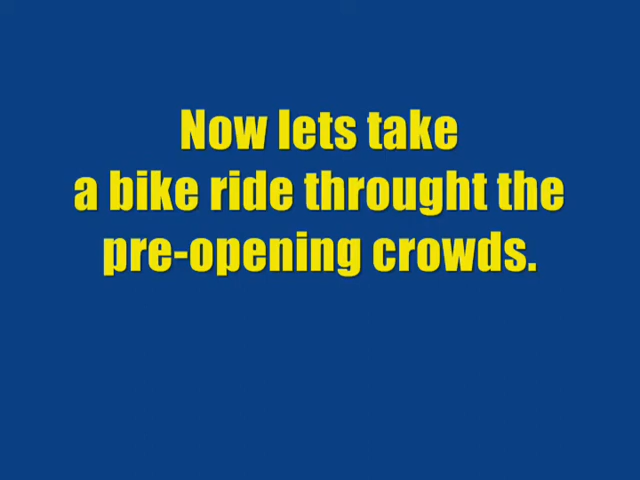 Now lets take
a bike ride throught the
pre-opening crowds.